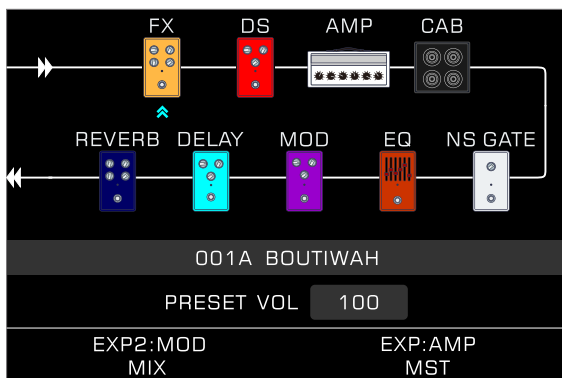 FX DS AMP CAB
REVERB DELAY MOD EQ NS GATE
001A BOUTIWAH
PRESET VOL 100
EXP2:MOD EXP:AMP
MIX MST